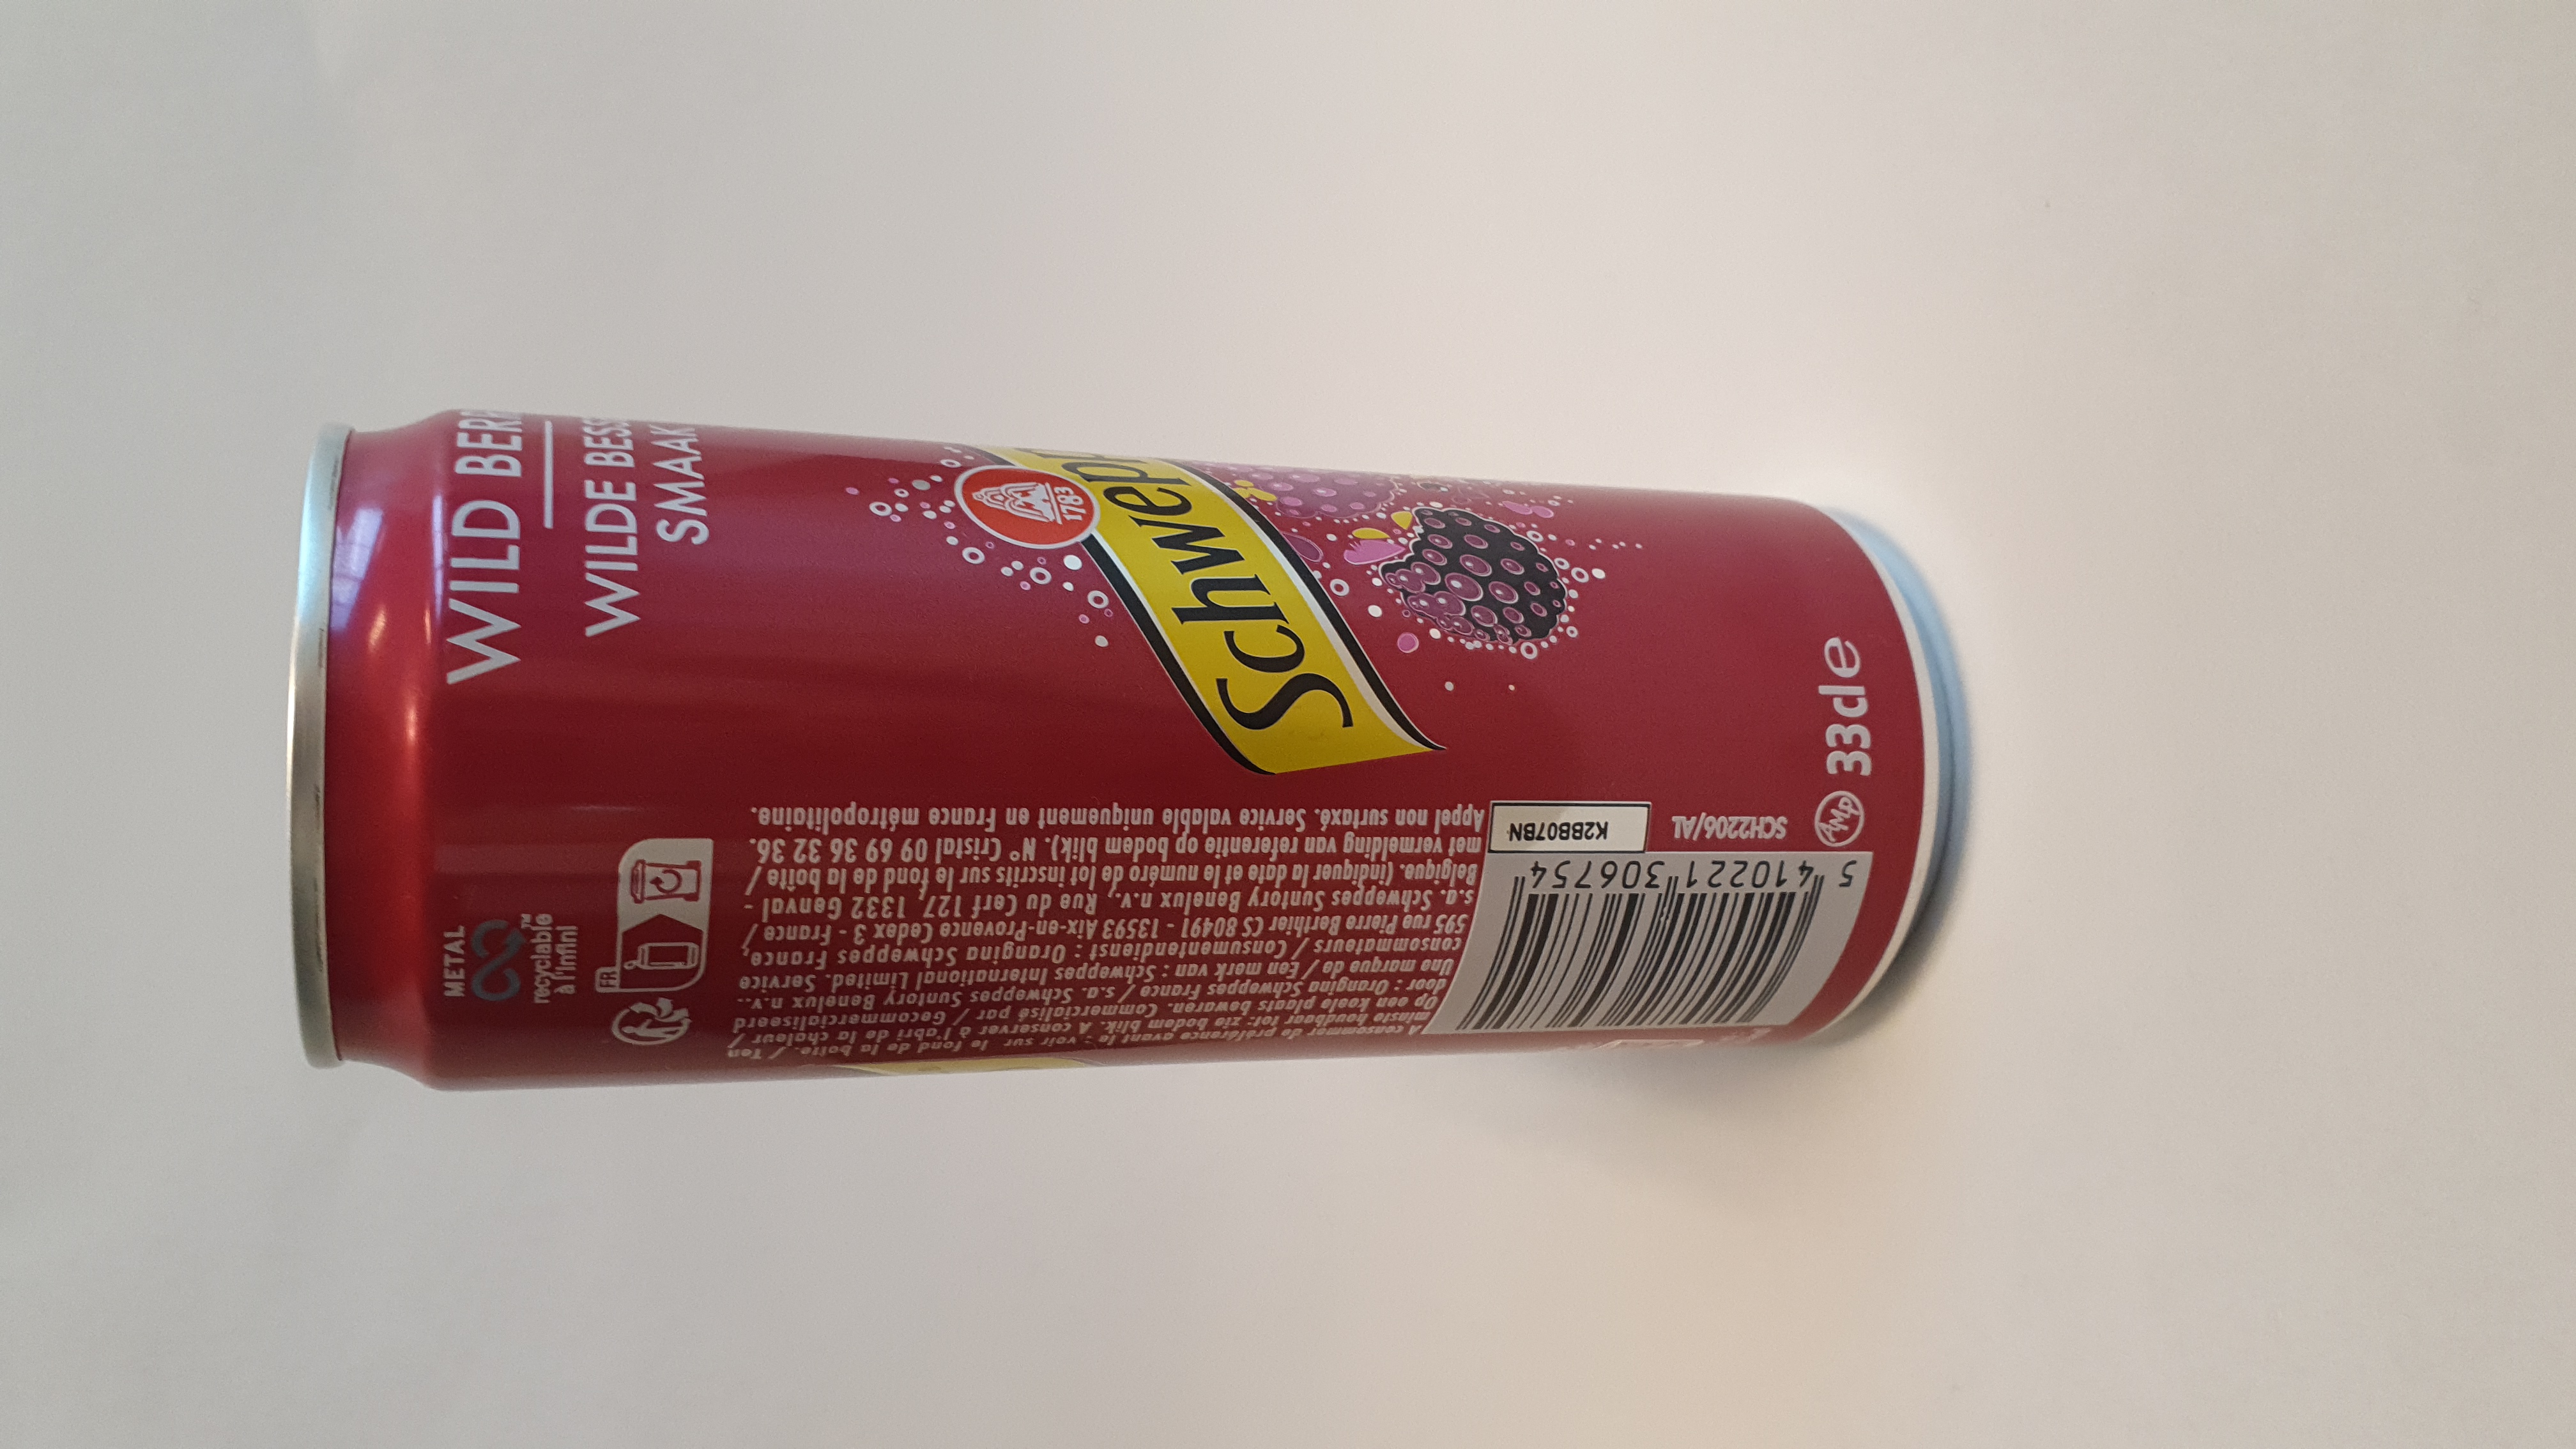 METAL
recyclable™
à l'infini
FR
À consommer de préférence avant le : voir sur le fond de la boîte. / Ten
minste houdbaar tot: zie bodem blik. À conserver à l'abri de la chaleur /
Op een koele plaats bewaren. Commercialisé par / Gecommercialiseerd
door : Orangina Schweppes France / s.a. Schweppes Suntory Benelux n.v..
Une marque de / Een merk van : Schweppes International Limited. Service
consommateurs / Consumentendienst : Orangina Schweppes France,
595 rue Pierre Berthier CS 80491 - 13593 Aix-en-Provence Cedex 3 - France /
s.a. Schweppes Suntory Benelux n.v., Rue du Cerf 127, 1332 Genval -
Belgique. (indiquer la date et le numéro de lot inscrits sur le fond de la boîte /
met vermelding van referentie op bodem blik). N° Cristal 09 69 36 32 36.
Appel non surtaxé. Service valable uniquement en France métropolitaine.
5 410221 306754
K2BB07BN
SCH2206/AL
AMP
33cl e
WILD BERR
WILDE BESS
SMAAK
1783
Schwepp